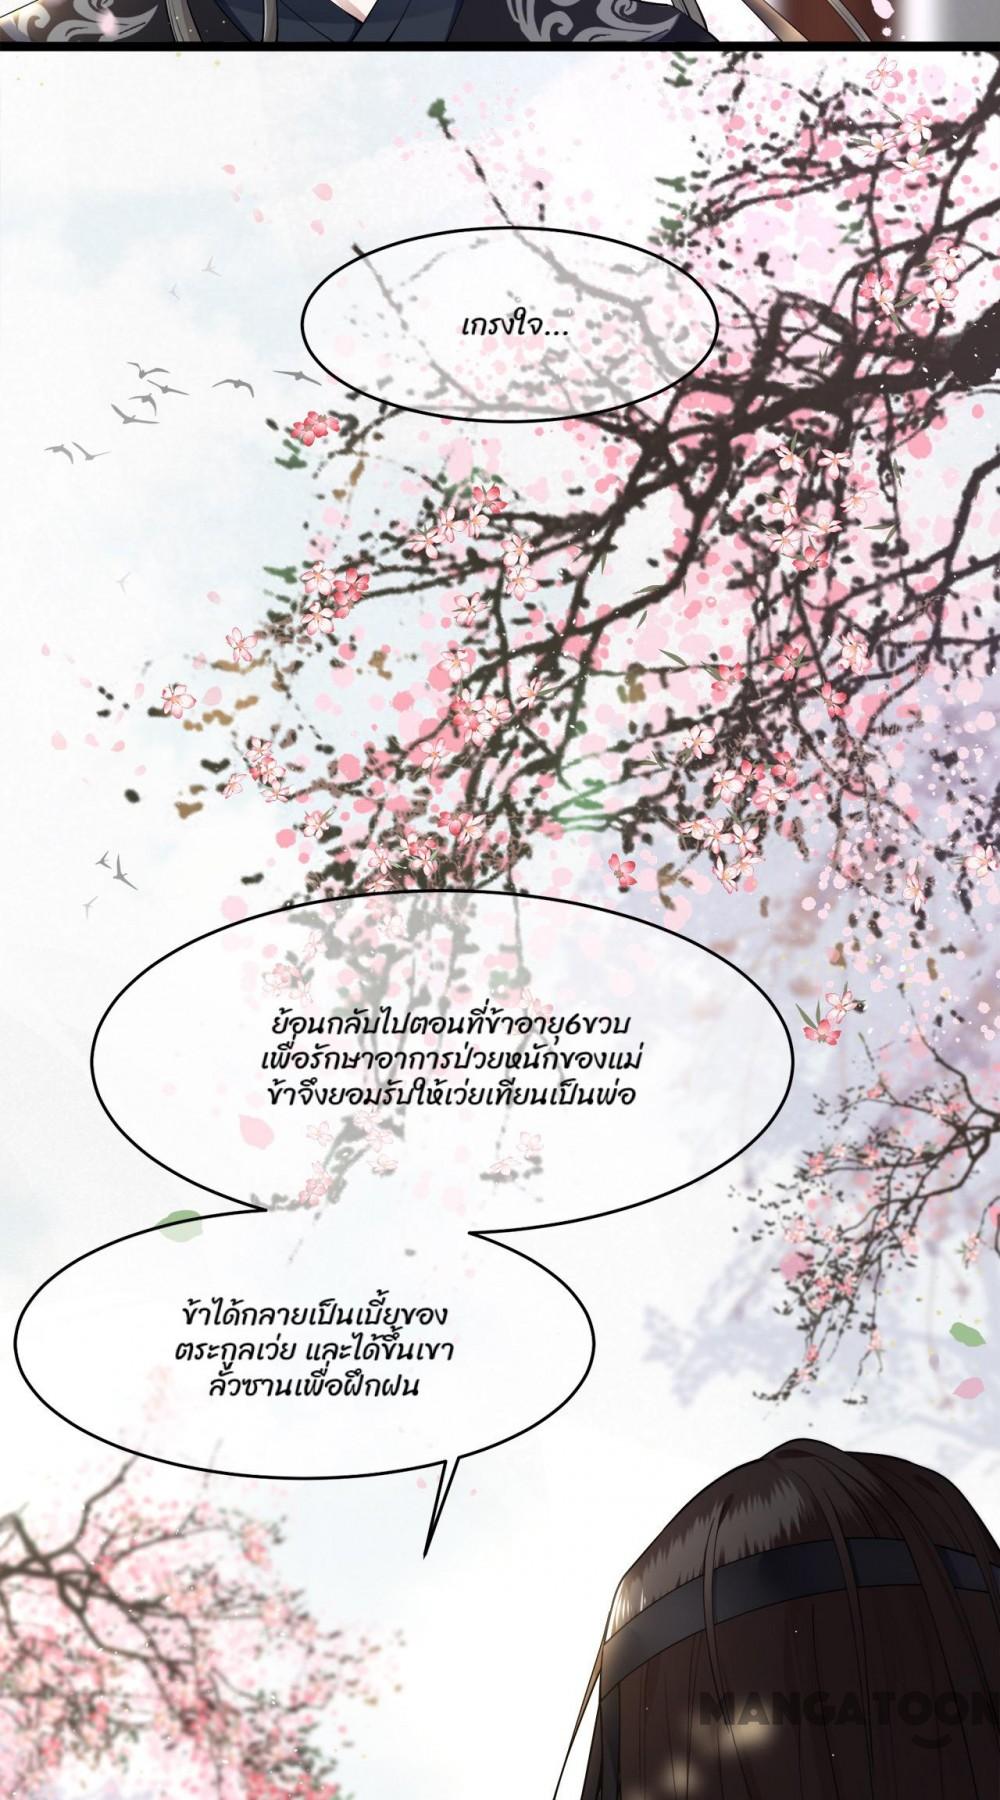 เกรงใจ...
ย้อนกลับไปตอนที่ข้าอายุ6ขวบ
เพื่อรักษาอาการป่วยหนักของแม่
ข้าจึงยอมรับให้เว่ยเทียนเป็นพ่อ
ข้าได้กลายเป็นเบี้ยของ
ตระกูลเว่ย และได้ขึ้นเขา
ลั่วซานเพื่อฝึกฝน
MANGATOON